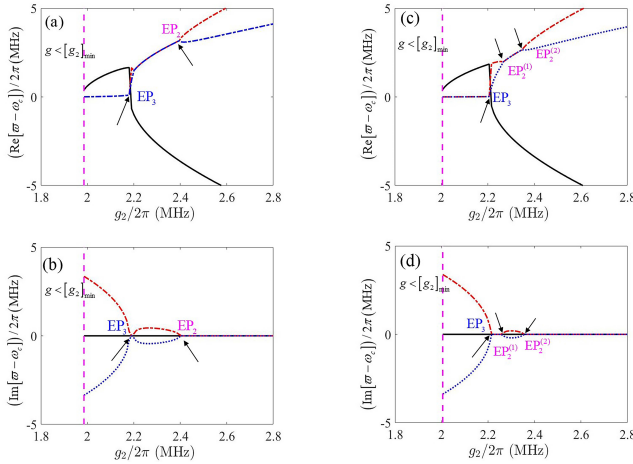 (a)
g < [g₂]ₘᵢₙ
EP₂
EP₃
(Re[ϖ − ω_c])/2π (MHz)
5
0
-5
1.8 2 2.2 2.4 2.6 2.8
g₂/2π (MHz)
(c)
g < [g₂]ₘᵢₙ
EP₂⁽²⁾
EP₂⁽¹⁾
EP₃
(Re[ϖ − ω_c])/2π (MHz)
5
0
-5
1.8 2 2.2 2.4 2.6 2.8
g₂/2π (MHz)
(b)
g < [g₂]ₘᵢₙ
EP₃ EP₂
(Im[ϖ − ω_c])/2π (MHz)
5
0
-5
1.8 2 2.2 2.4 2.6 2.8
g₂/2π (MHz)
(d)
g < [g₂]ₘᵢₙ
EP₃
EP₂⁽¹⁾ EP₂⁽²⁾
(Im[ϖ − ω_c])/2π (MHz)
5
0
-5
1.8 2 2.2 2.4 2.6 2.8
g₂/2π (MHz)